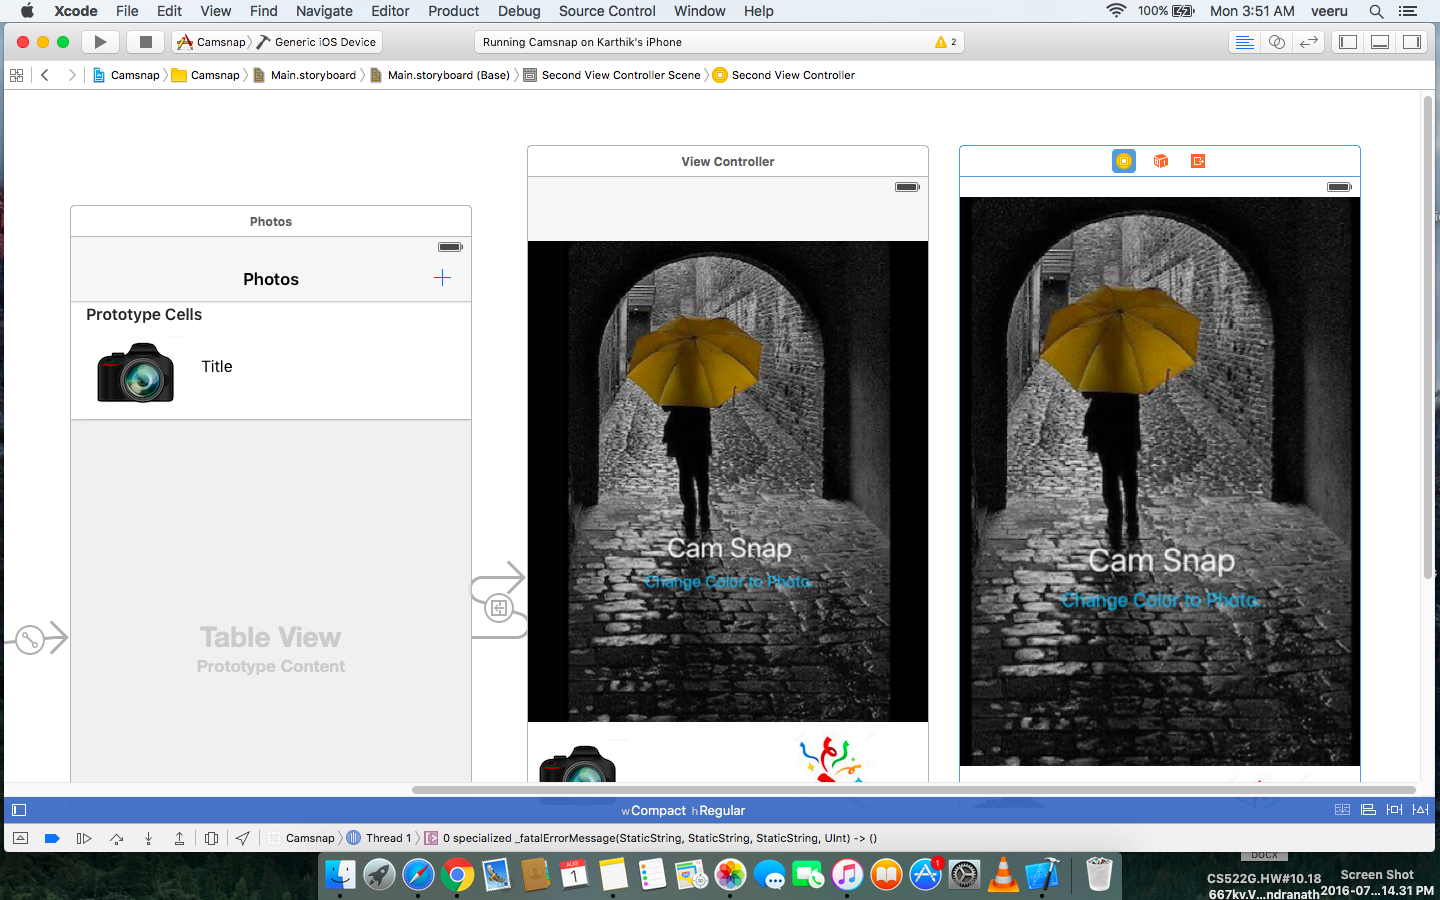 Xcode File Edit View Find Navigate Editor Product Debug Source Control Window Help 100% Mon 3:51 AM veeru
Camsnap Generic iOS Device Running Camsnap on Karthik's iPhone 2
Camsnap Camsnap Main.storyboard Main.storyboard (Base) Second View Controller Scene Second View Controller
View Controller
Photos
Photos
Prototype Cells
Title
Cam Snap
Change Color to Photo
Cam Snap
Change Color to Photo
Table View
Prototype Content
wCompact hRegular
Camsnap Thread 1 0 specialized _fatalErrorMessage(StaticString, StaticString, StaticString, UInt) -> ()
AUG
1
1
DOCX
CS522G.HW#10.18
667kv.V...ndranath
Screen Shot
2016-07...14.31 PM